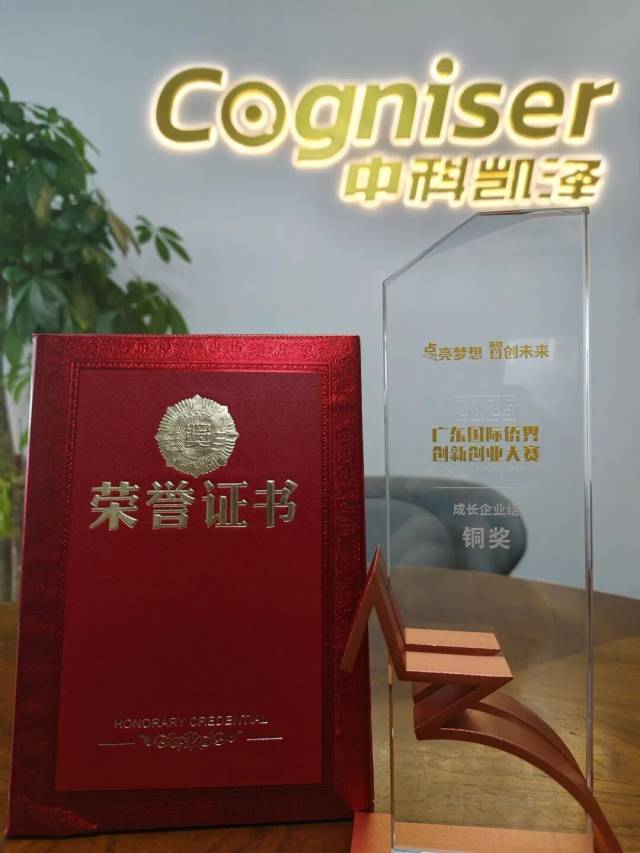 Cogniser
中科凯泽
点亮梦想 智创未来
2023
广东国际侨界
创新创业大赛
成长企业组
铜奖
奖
荣誉证书
HONORARY CREDENTIAL